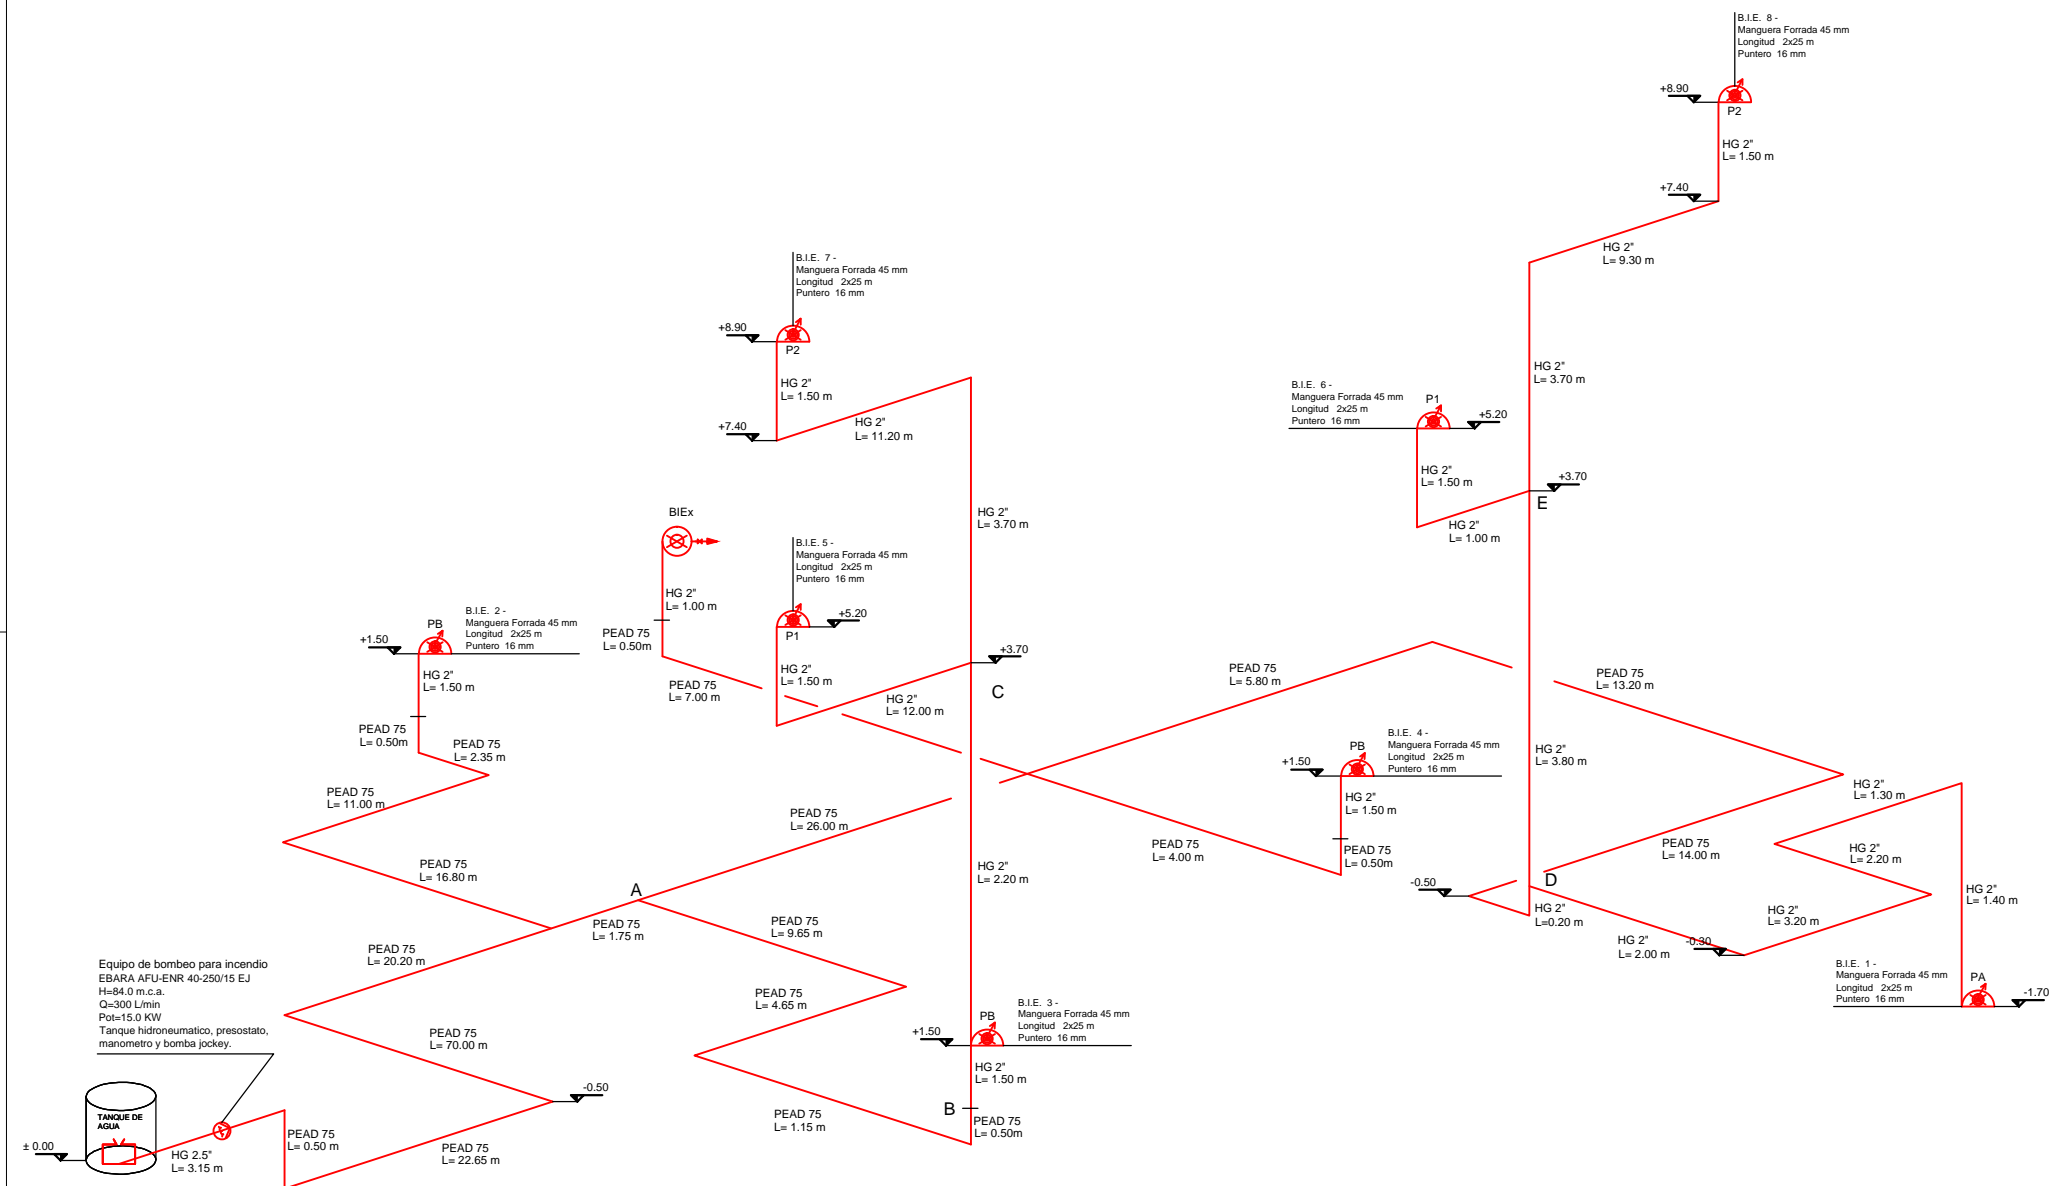 B.I.E. 8 -
Manguera Forrada 45 mm
Longitud 2x25 m
Puntero 16 mm
+8.90
P2
HG 2"
L= 1.50 m
+7.40
HG 2"
L= 9.30 m
B.I.E. 7 -
Manguera Forrada 45 mm
Longitud 2x25 m
Puntero 16 mm
+8.90
P2
HG 2"
L= 1.50 m
+7.40
HG 2"
L= 11.20 m
HG 2"
L= 3.70 m
B.I.E. 6 -
Manguera Forrada 45 mm
Longitud 2x25 m
Puntero 16 mm
P1
+5.20
HG 2"
L= 1.50 m
HG 2"
L= 1.00 m
+3.70
E
BIEx
HG 2"
L= 1.00 m
PEAD 75
L= 0.50m
PEAD 75
L= 7.00 m
B.I.E. 5 -
Manguera Forrada 45 mm
Longitud 2x25 m
Puntero 16 mm
+5.20
P1
HG 2"
L= 1.50 m
HG 2"
L= 12.00 m
HG 2"
L= 3.70 m
+3.70
C
B.I.E. 2 -
Manguera Forrada 45 mm
Longitud 2x25 m
Puntero 16 mm
PB
+1.50
HG 2"
L= 1.50 m
PEAD 75
L= 0.50m
PEAD 75
L= 2.35 m
PEAD 75
L= 11.00 m
PEAD 75
L= 16.80 m
PEAD 75
L= 26.00 m
PEAD 75
L= 5.80 m
PEAD 75
L= 13.20 m
B.I.E. 4 -
Manguera Forrada 45 mm
Longitud 2x25 m
Puntero 16 mm
PB
+1.50
HG 2"
L= 1.50 m
PEAD 75
L= 0.50m
PEAD 75
L= 4.00 m
HG 2"
L= 3.80 m
PEAD 75
L= 14.00 m
HG 2"
L= 1.30 m
HG 2"
L= 2.20 m
HG 2"
L= 1.40 m
HG 2"
L= 3.20 m
-0.50
D
HG 2"
L=0.20 m
HG 2"
L= 2.00 m
-0.30
B.I.E. 1 -
Manguera Forrada 45 mm
Longitud 2x25 m
Puntero 16 mm
PA
-1.70
HG 2"
L= 2.20 m
A
PEAD 75
L= 1.75 m
PEAD 75
L= 9.65 m
PEAD 75
L= 20.20 m
PEAD 75
L= 4.65 m
B.I.E. 3 -
Manguera Forrada 45 mm
Longitud 2x25 m
Puntero 16 mm
PB
+1.50
HG 2"
L= 1.50 m
B
PEAD 75
L= 0.50m
PEAD 75
L= 1.15 m
Equipo de bombeo para incendio
EBARA AFU-ENR 40-250/15 EJ
H=84.0 m.c.a.
Q=300 L/min
Pot=15.0 KW
Tanque hidroneumatico, presostato,
manometro y bomba jockey.
PEAD 75
L= 70.00 m
-0.50
TANQUE DE
AGUA
± 0.00
HG 2.5"
L= 3.15 m
PEAD 75
L= 0.50 m
PEAD 75
L= 22.65 m